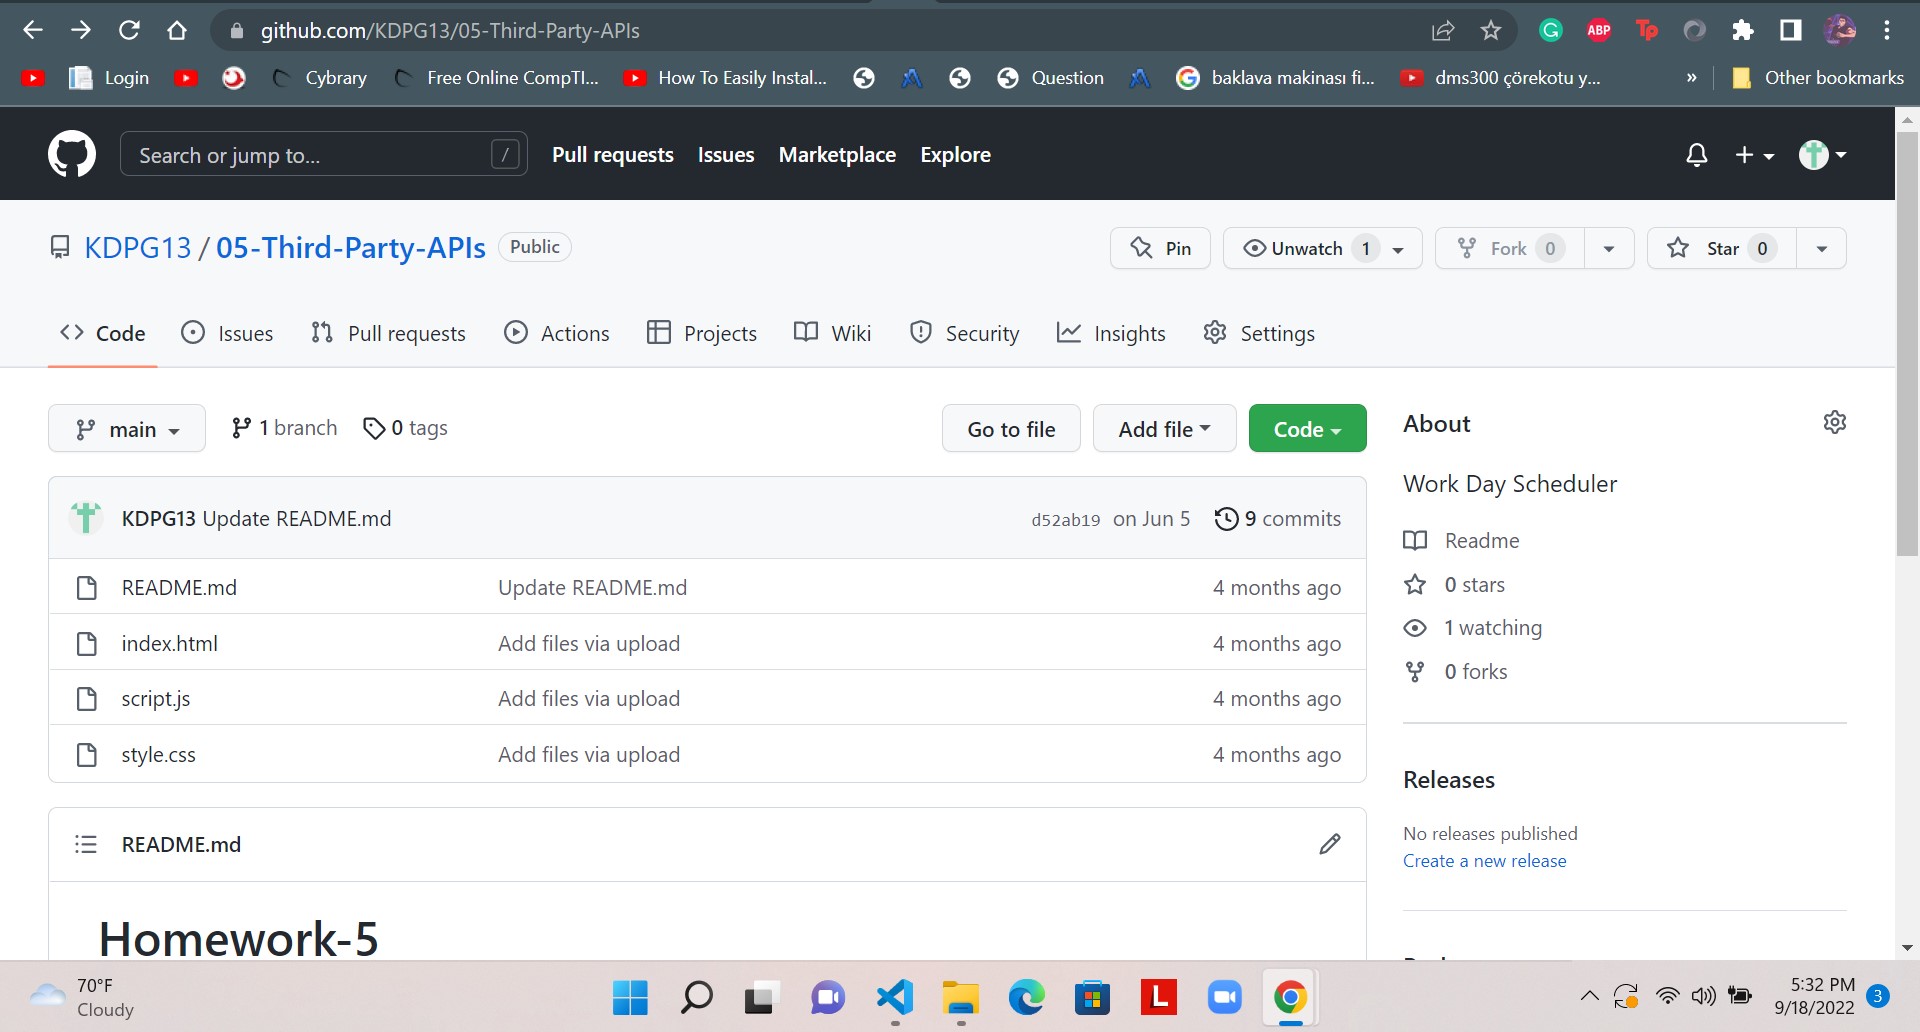 github.com/KDPG13/05-Third-Party-APIs
ABP
Tp
Login
Cybrary
Free Online CompTI...
How To Easily Instal...
Question
baklava makinası fi...
dms300 çörekotu y...
»
Other bookmarks
Search or jump to...
/
Pull requests
Issues
Marketplace
Explore
KDPG13 / 05-Third-Party-APIs
Public
Pin
Unwatch 1
Fork 0
Star 0
Code
Issues
Pull requests
Actions
Projects
Wiki
Security
Insights
Settings
main
1 branch
0 tags
Go to file
Add file
Code
KDPG13 Update README.md
d52ab19 on Jun 5
9 commits
README.md
Update README.md
4 months ago
index.html
Add files via upload
4 months ago
script.js
Add files via upload
4 months ago
style.css
Add files via upload
4 months ago
README.md
Homework-5
About
Work Day Scheduler
Readme
0 stars
1 watching
0 forks
Releases
No releases published
Create a new release
70°F
Cloudy
L
5:32 PM
9/18/2022
3